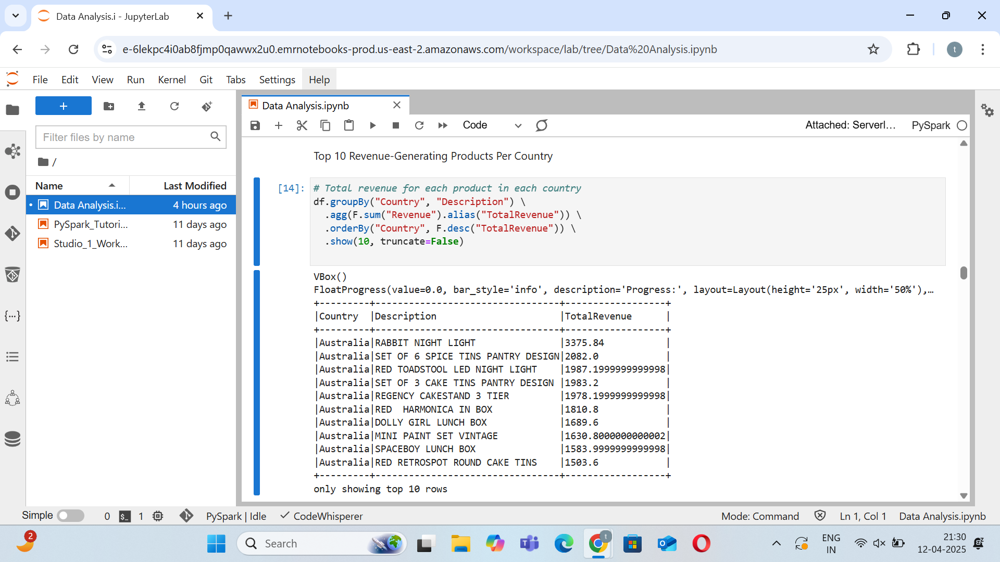 Data Analysis.i - JupyterLab
e-6lekpc4i0ab8fjmp0qawwx2u0.emrnotebooks-prod.us-east-2.amazonaws.com/workspace/lab/tree/Data%20Analysis.ipynb
t
File Edit View Run Kernel Git Tabs Settings Help
Data Analysis.ipynb
Code
Attached: Serverl… PySpark
Filter files by name
/
Name Last Modified
Data Analysis.i... 4 hours ago
PySpark_Tutori... 11 days ago
Studio_1_Work... 11 days ago
Top 10 Revenue-Generating Products Per Country
[14]: # Total revenue for each product in each country
df.groupBy("Country", "Description") \
.agg(F.sum("Revenue").alias("TotalRevenue")) \
.orderBy("Country", F.desc("TotalRevenue")) \
.show(10, truncate=False)
VBox()
FloatProgress(value=0.0, bar_style='info', description='Progress:', layout=Layout(height='25px', width='50%'),…
+---------+---------------------------------+------------------+
|Country  |Description                      |TotalRevenue      |
+---------+---------------------------------+------------------+
|Australia|RABBIT NIGHT LIGHT               |3375.84           |
|Australia|SET OF 6 SPICE TINS PANTRY DESIGN|2082.0            |
|Australia|RED TOADSTOOL LED NIGHT LIGHT    |1987.1999999999998|
|Australia|SET OF 3 CAKE TINS PANTRY DESIGN |1983.2            |
|Australia|REGENCY CAKESTAND 3 TIER         |1978.1999999999998|
|Australia|RED  HARMONICA IN BOX            |1810.8            |
|Australia|DOLLY GIRL LUNCH BOX             |1689.6            |
|Australia|MINI PAINT SET VINTAGE           |1630.8000000000002|
|Australia|SPACEBOY LUNCH BOX               |1583.9999999999998|
|Australia|RED RETROSPOT ROUND CAKE TINS    |1503.6            |
+---------+---------------------------------+------------------+
only showing top 10 rows
Simple 0 $_ 1 PySpark | Idle CodeWhisperer Mode: Command Ln 1, Col 1 Data Analysis.ipynb
2
Search
t
ENG
IN
21:30
12-04-2025